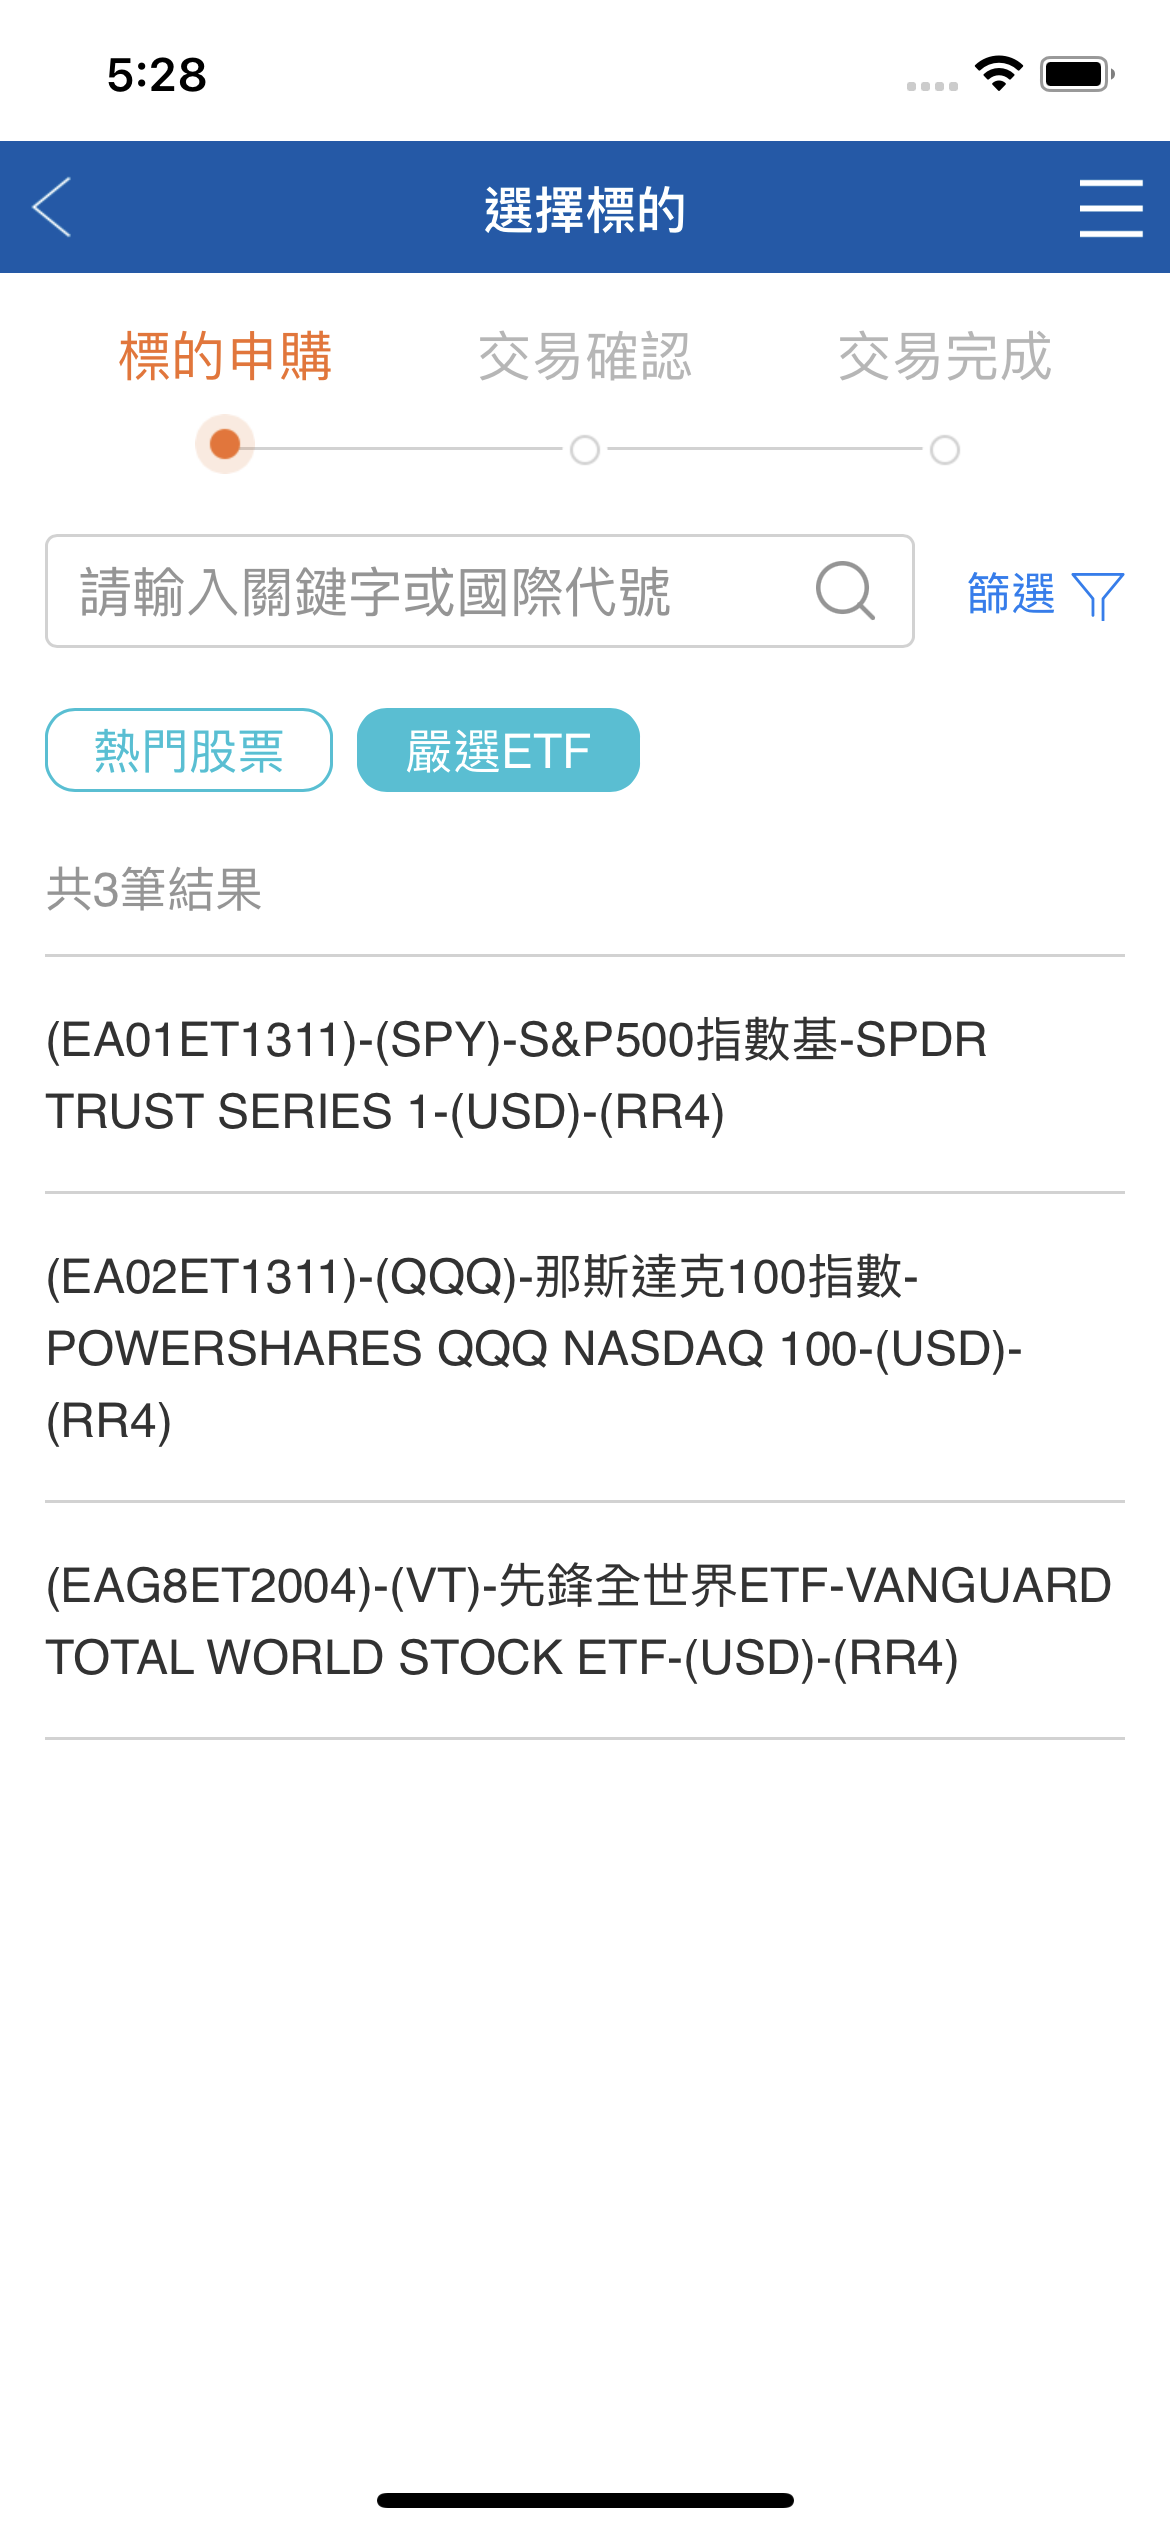 5:28
選擇標的
標的申購 交易確認 交易完成
請輸入關鍵字或國際代號
篩選
熱門股票 嚴選ETF
共3筆結果
(EA01ET1311)-(SPY)-S&P500指數基-SPDR
TRUST SERIES 1-(USD)-(RR4)
(EA02ET1311)-(QQQ)-那斯達克100指數-
POWERSHARES QQQ NASDAQ 100-(USD)-
(RR4)
(EAG8ET2004)-(VT)-先鋒全世界ETF-VANGUARD
TOTAL WORLD STOCK ETF-(USD)-(RR4)